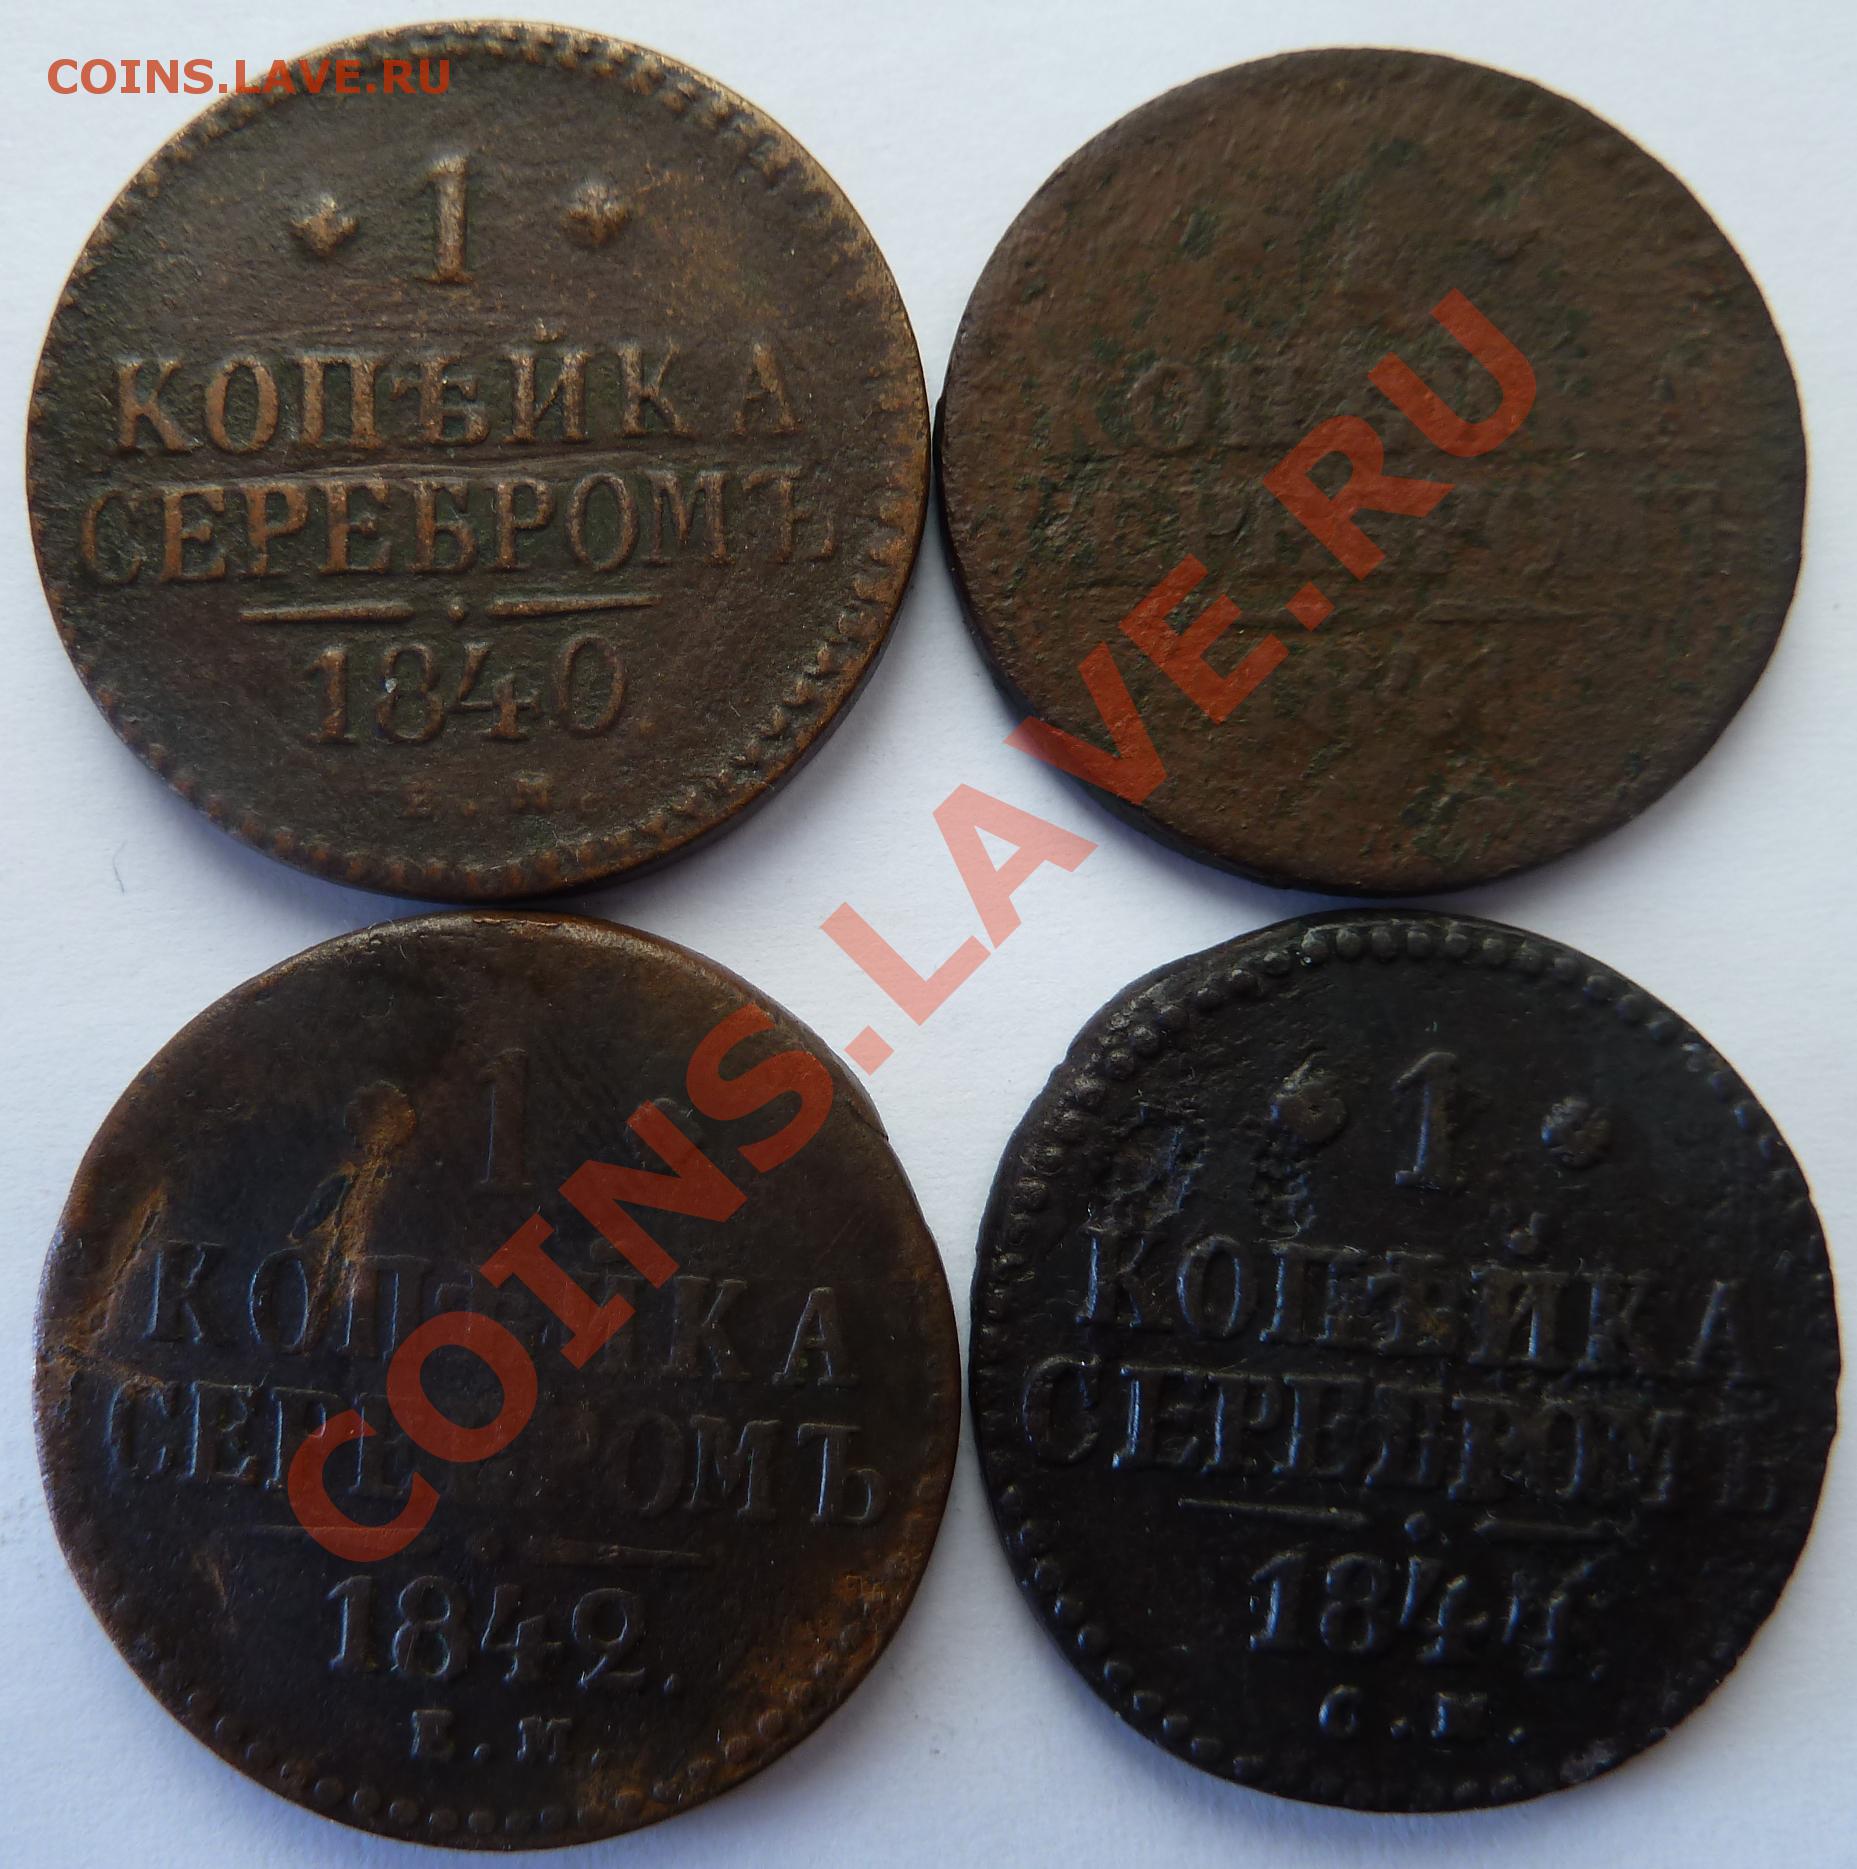 COINS.LAVE.RU
1
КОПѢЙКА
СЕРЕБРОМЪ
1840
Е.М.
1
КОПѢЙКА
СЕРЕБРОМЪ
1842.
Е.М.
1
КОПѢЙКА
СЕРЕБРОМЪ
1844.
С.М.
COINS.LAVE.RU